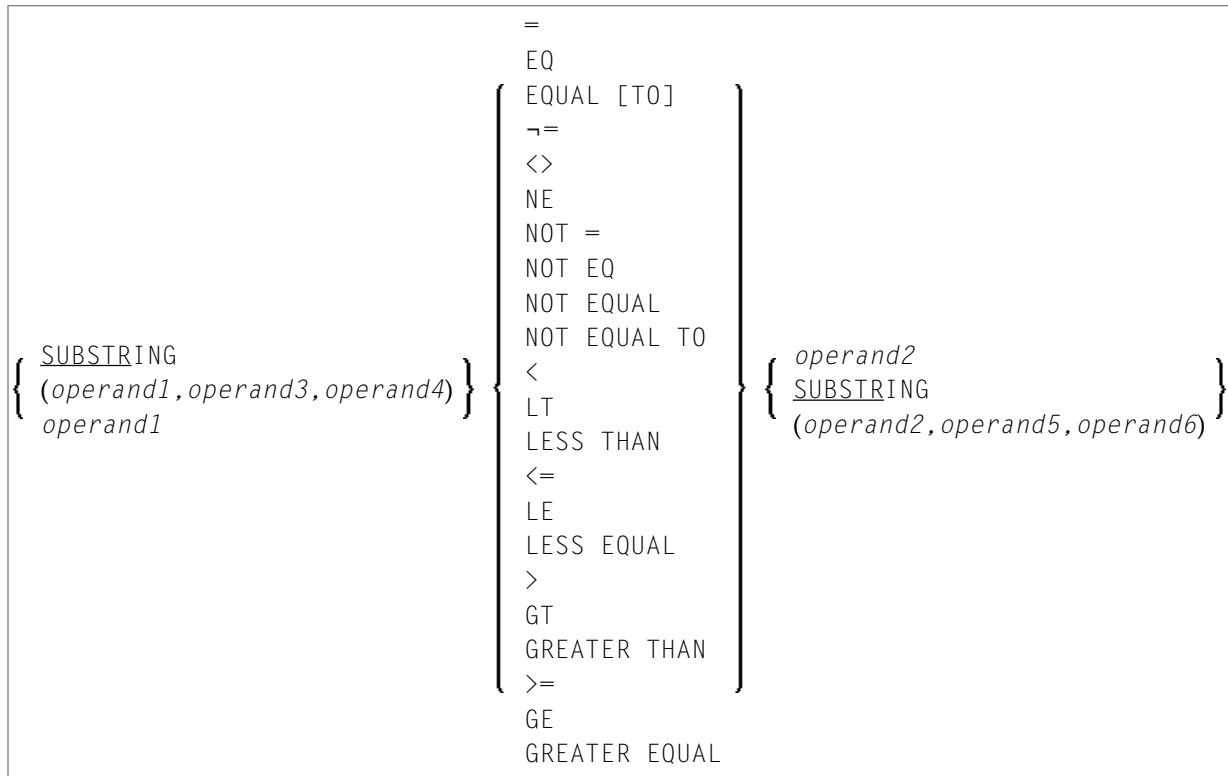 SUBSTRING
(operand1,operand3,operand4)
operand1
=
EQ
EQUAL [TO]
¬=
<>
NE
NOT =
NOT EQ
NOT EQUAL
NOT EQUAL TO
<
LT
LESS THAN
<=
LE
LESS EQUAL
>
GT
GREATER THAN
>=
GE
GREATER EQUAL
operand2
SUBSTRING
(operand2,operand5,operand6)